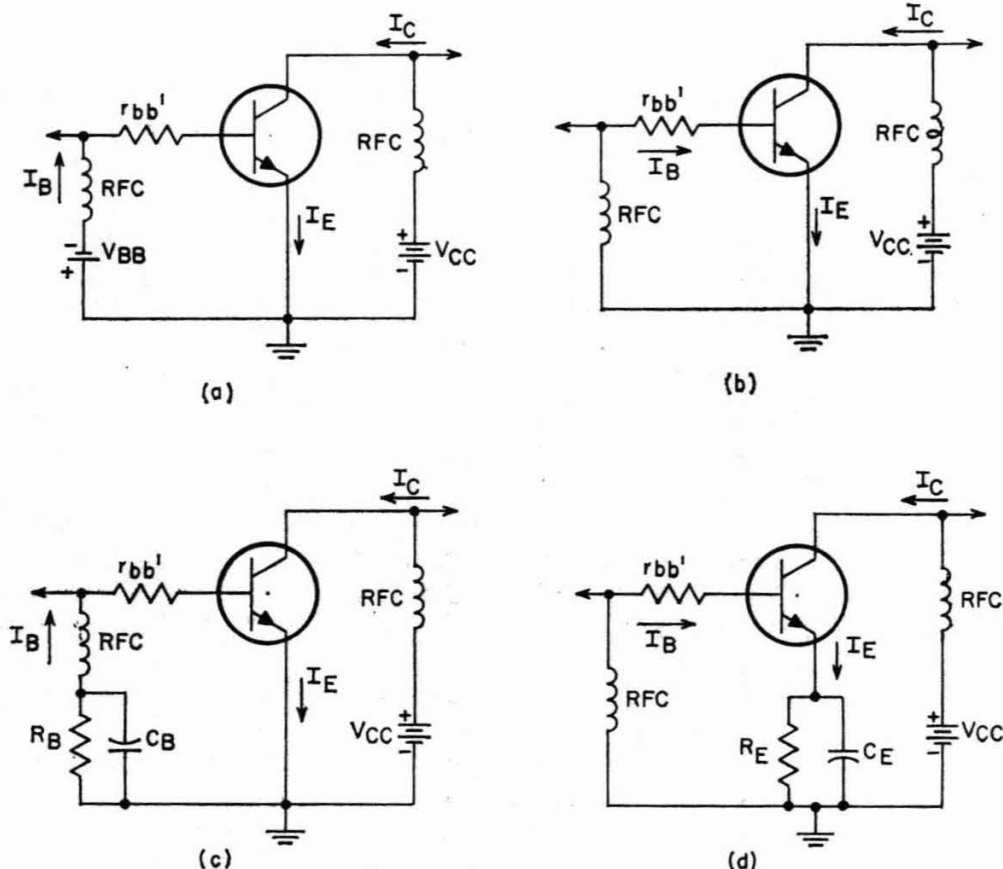 I_C
r_bb'
RFC
I_B
RFC
I_E
-
V_BB
+
+
V_CC
-
(a)
I_C
r_bb'
RFC
I_B
RFC
I_E
+
V_CC
-
(b)
I_C
r_bb'
RFC
I_B
RFC
I_E
R_B
C_B
+
V_CC
-
(c)
I_C
r_bb'
RFC
I_B
I_E
RFC
R_E
C_E
+
V_CC
-
(d)